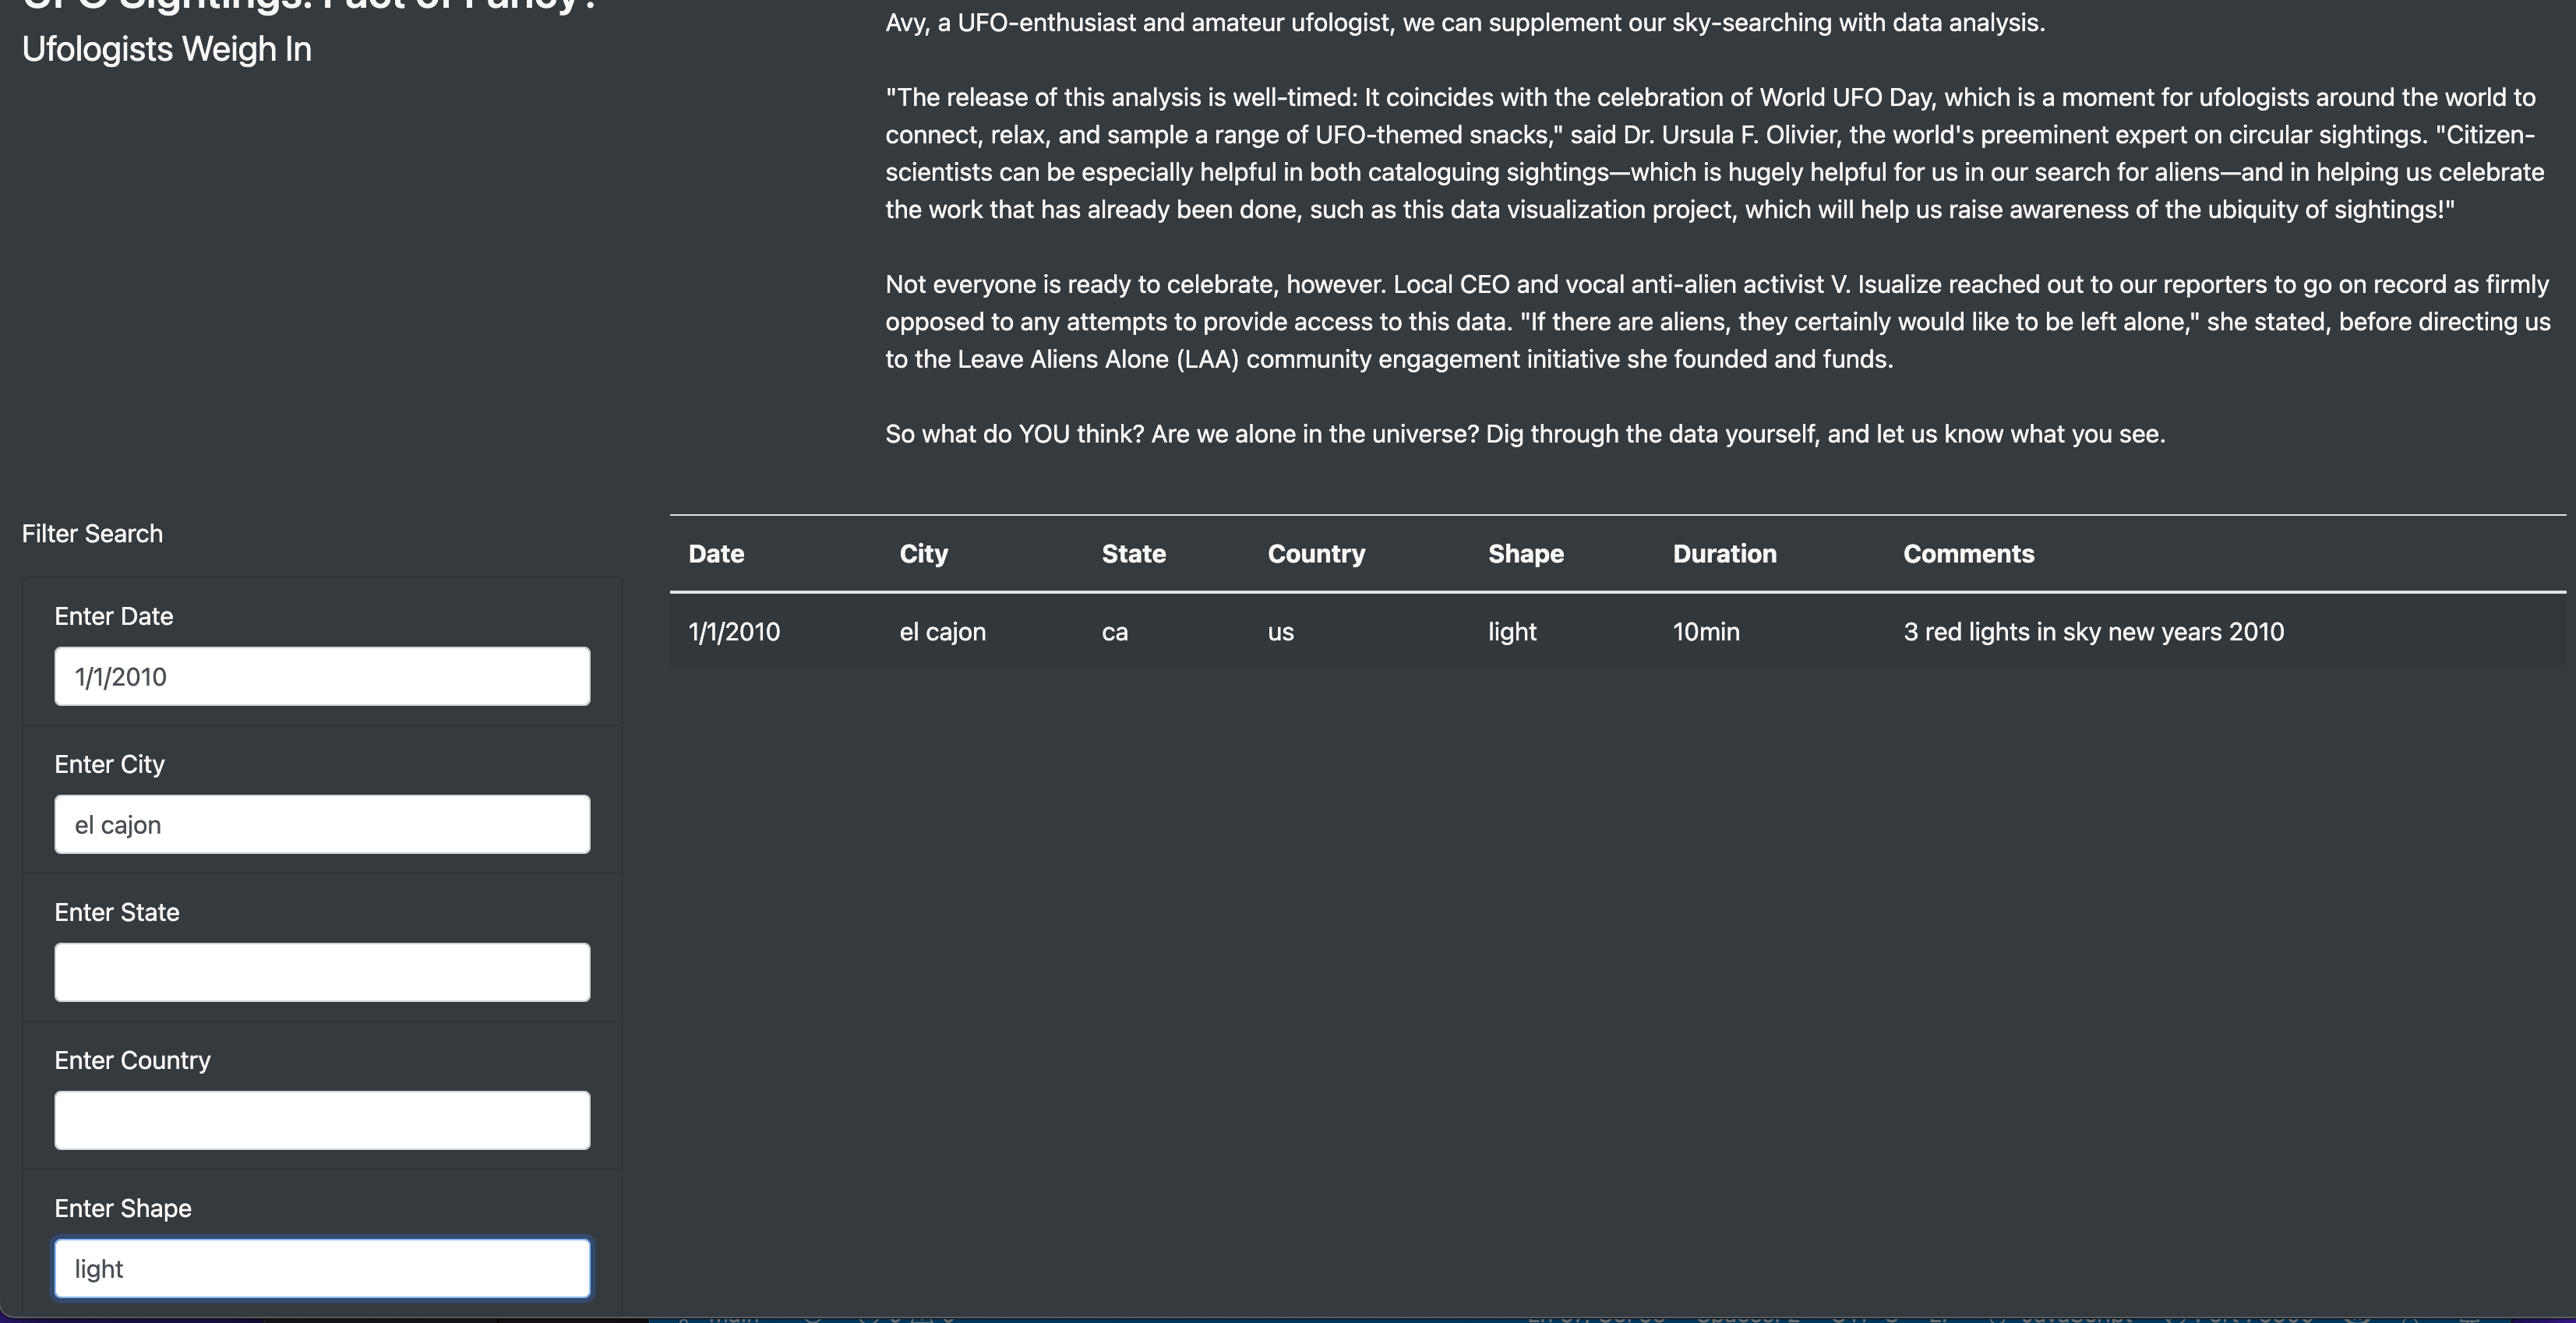 UFO Sightings: Fact or Fancy?
Ufologists Weigh In
Avy, a UFO-enthusiast and amateur ufologist, we can supplement our sky-searching with data analysis.
"The release of this analysis is well-timed: It coincides with the celebration of World UFO Day, which is a moment for ufologists around the world to
connect, relax, and sample a range of UFO-themed snacks," said Dr. Ursula F. Olivier, the world's preeminent expert on circular sightings. "Citizen-
scientists can be especially helpful in both cataloguing sightings—which is hugely helpful for us in our search for aliens—and in helping us celebrate
the work that has already been done, such as this data visualization project, which will help us raise awareness of the ubiquity of sightings!"
Not everyone is ready to celebrate, however. Local CEO and vocal anti-alien activist V. Isualize reached out to our reporters to go on record as firmly
opposed to any attempts to provide access to this data. "If there are aliens, they certainly would like to be left alone," she stated, before directing us
to the Leave Aliens Alone (LAA) community engagement initiative she founded and funds.
So what do YOU think? Are we alone in the universe? Dig through the data yourself, and let us know what you see.
Filter Search
Enter Date
1/1/2010
Enter City
el cajon
Enter State
Enter Country
Enter Shape
light
Date City State Country Shape Duration Comments
1/1/2010 el cajon ca us light 10min 3 red lights in sky new years 2010